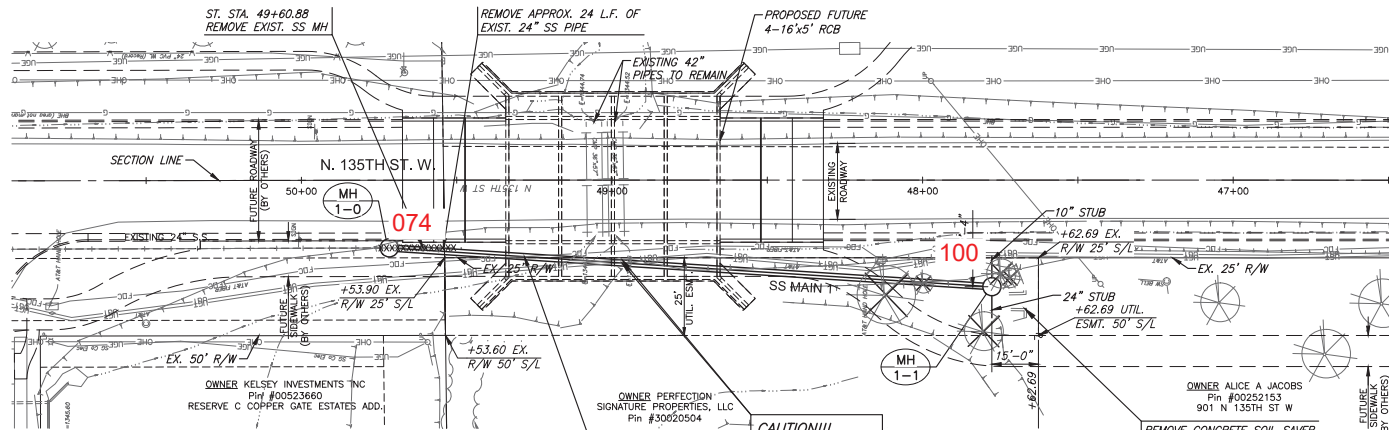 ST. STA. 49+60.88
REMOVE EXIST. SS MH
REMOVE APPROX. 24 L.F. OF
EXIST. 24" SS PIPE
PROPOSED FUTURE
4-16'x5' RCB
EXISTING 42"
PIPES TO REMAIN
SECTION LINE
FUTURE ROADWAY
(BY OTHERS)
N. 135TH ST. W.
50+00
N 135TH ST W
49+00
EXISTING
ROADWAY
48+00
47+00
MH
1-0
074
100
10" STUB
+62.69 EX.
R/W 25' S/L
EX. 25' R/W
EXISTING 24" S.S.
EX. 25' R/W
+53.90 EX.
R/W 25' S/L
25'
UTIL. ESMT.
SS MAIN 1
24" STUB
+62.69 UTIL.
ESMT. 50' S/L
FUTURE
SIDEWALK
(BY OTHERS)
EX. 50' R/W
+53.60 EX.
R/W 50' S/L
MH
1-1
15'-0"
+62.69
OWNER KELSEY INVESTMENTS INC
Pin #00523660
RESERVE C COPPER GATE ESTATES ADD.
OWNER PERFECTION
SIGNATURE PROPERTIES, LLC
Pin #30020504
CAUTION!!!
OWNER ALICE A JACOBS
Pin #00252153
901 N 135TH ST W
REMOVE CONCRETE SOIL SAVER
FUTURE
SIDEWALK
(BY OTHERS)